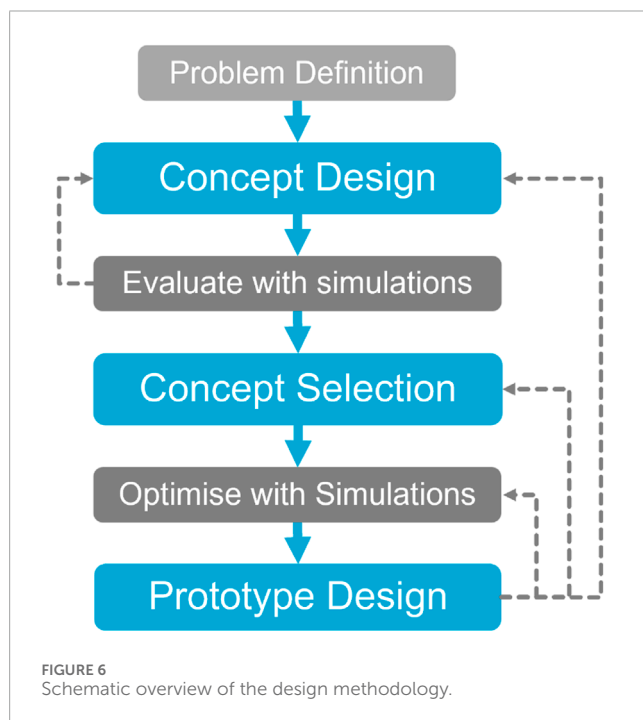 Problem Definition
Concept Design
Evaluate with simulations
Concept Selection
Optimise with Simulations
Prototype Design
FIGURE 6
Schematic overview of the design methodology.